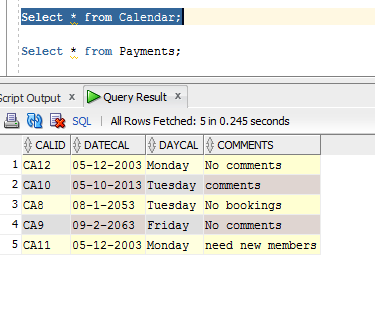 Select * from Calendar;
Select * from Payments;
Script Output x Query Result x
SQL | All Rows Fetched: 5 in 0.245 seconds
CALID DATECAL DAYCAL COMMENTS
1 CA12 05-12-2003 Monday No comments
2 CA10 05-10-2013 Tuesday comments
3 CA8 08-1-2053 Tuesday No bookings
4 CA9 09-2-2063 Friday No comments
5 CA11 05-12-2003 Monday need new members